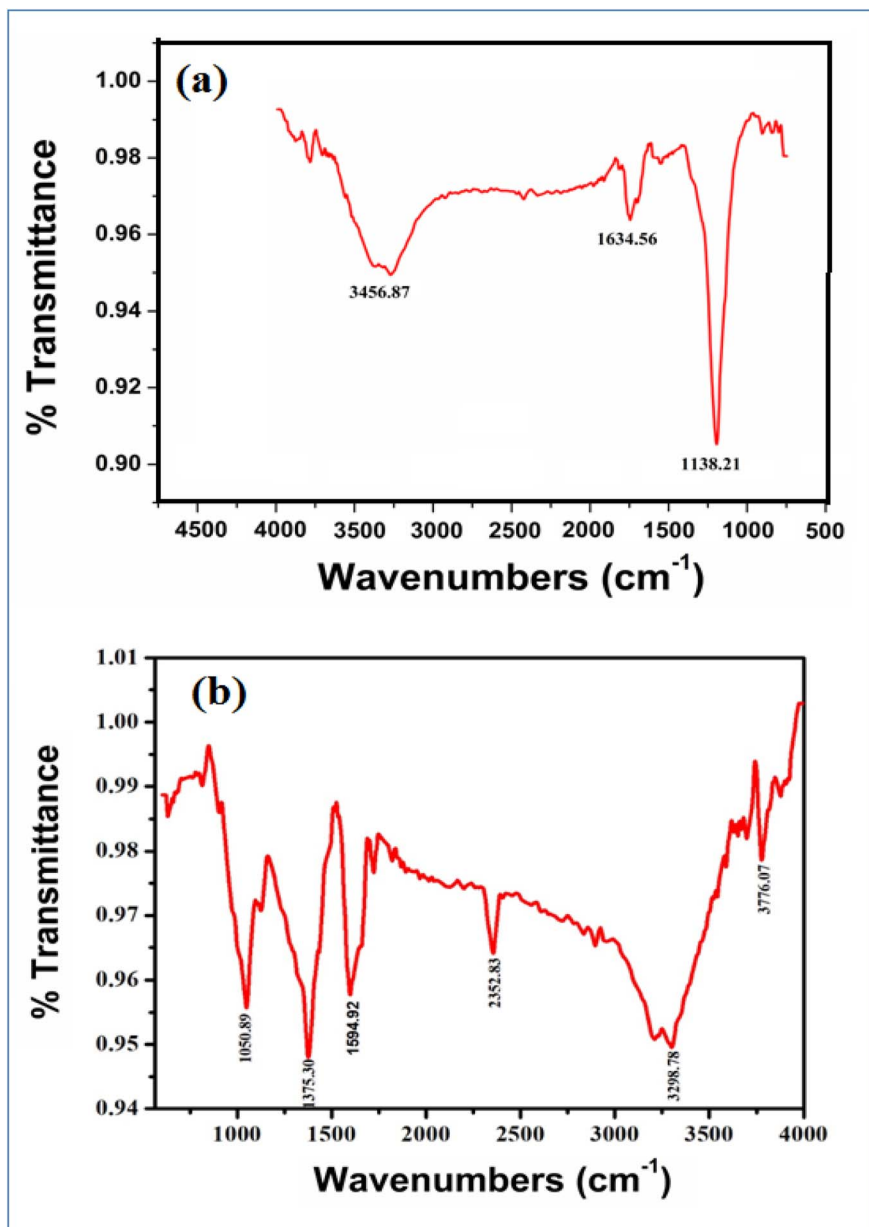 (a)
% Transmittance
1.00
0.98
0.96
0.94
0.92
0.90
3456.87
1634.56
1138.21
4500 4000 3500 3000 2500 2000 1500 1000 500
Wavenumbers (cm⁻¹)
(b)
% Transmittance
1.01
1.00
0.99
0.98
0.97
0.96
0.95
0.94
1050.89
1375.30
1594.92
2352.83
3298.78
3776.07
1000 1500 2000 2500 3000 3500 4000
Wavenumbers (cm⁻¹)